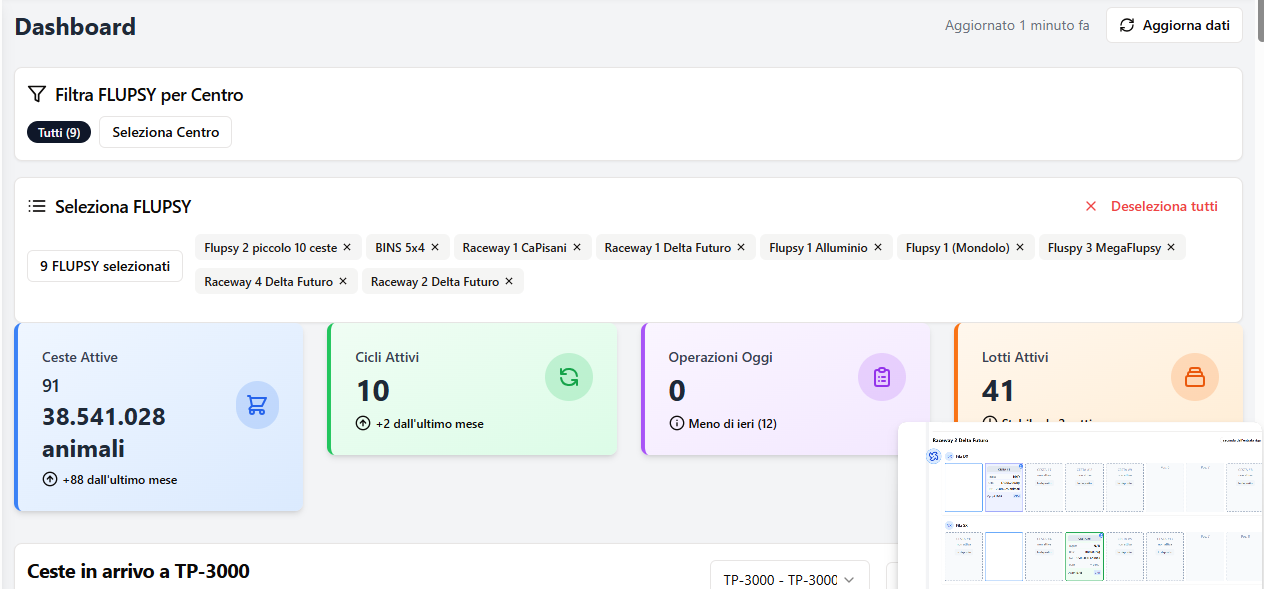 Dashboard
Aggiornato 1 minuto fa
Aggiorna dati
Filtra FLUPSY per Centro
Tutti (9)
Seleziona Centro
Seleziona FLUPSY
Deseleziona tutti
9 FLUPSY selezionati
Flupsy 2 piccolo 10 ceste
BINS 5x4
Raceway 1 CaPisani
Raceway 1 Delta Futuro
Flupsy 1 Alluminio
Flupsy 1 (Mondolo)
Fluspy 3 MegaFlupsy
Raceway 4 Delta Futuro
Raceway 2 Delta Futuro
Ceste Attive
91
38.541.028
animali
+88 dall'ultimo mese
Cicli Attivi
10
+2 dall'ultimo mese
Operazioni Oggi
0
Meno di ieri (12)
Lotti Attivi
41
Raceway 2 Delta Futuro
Ceste in arrivo a TP-3000
TP-3000 - TP-3000